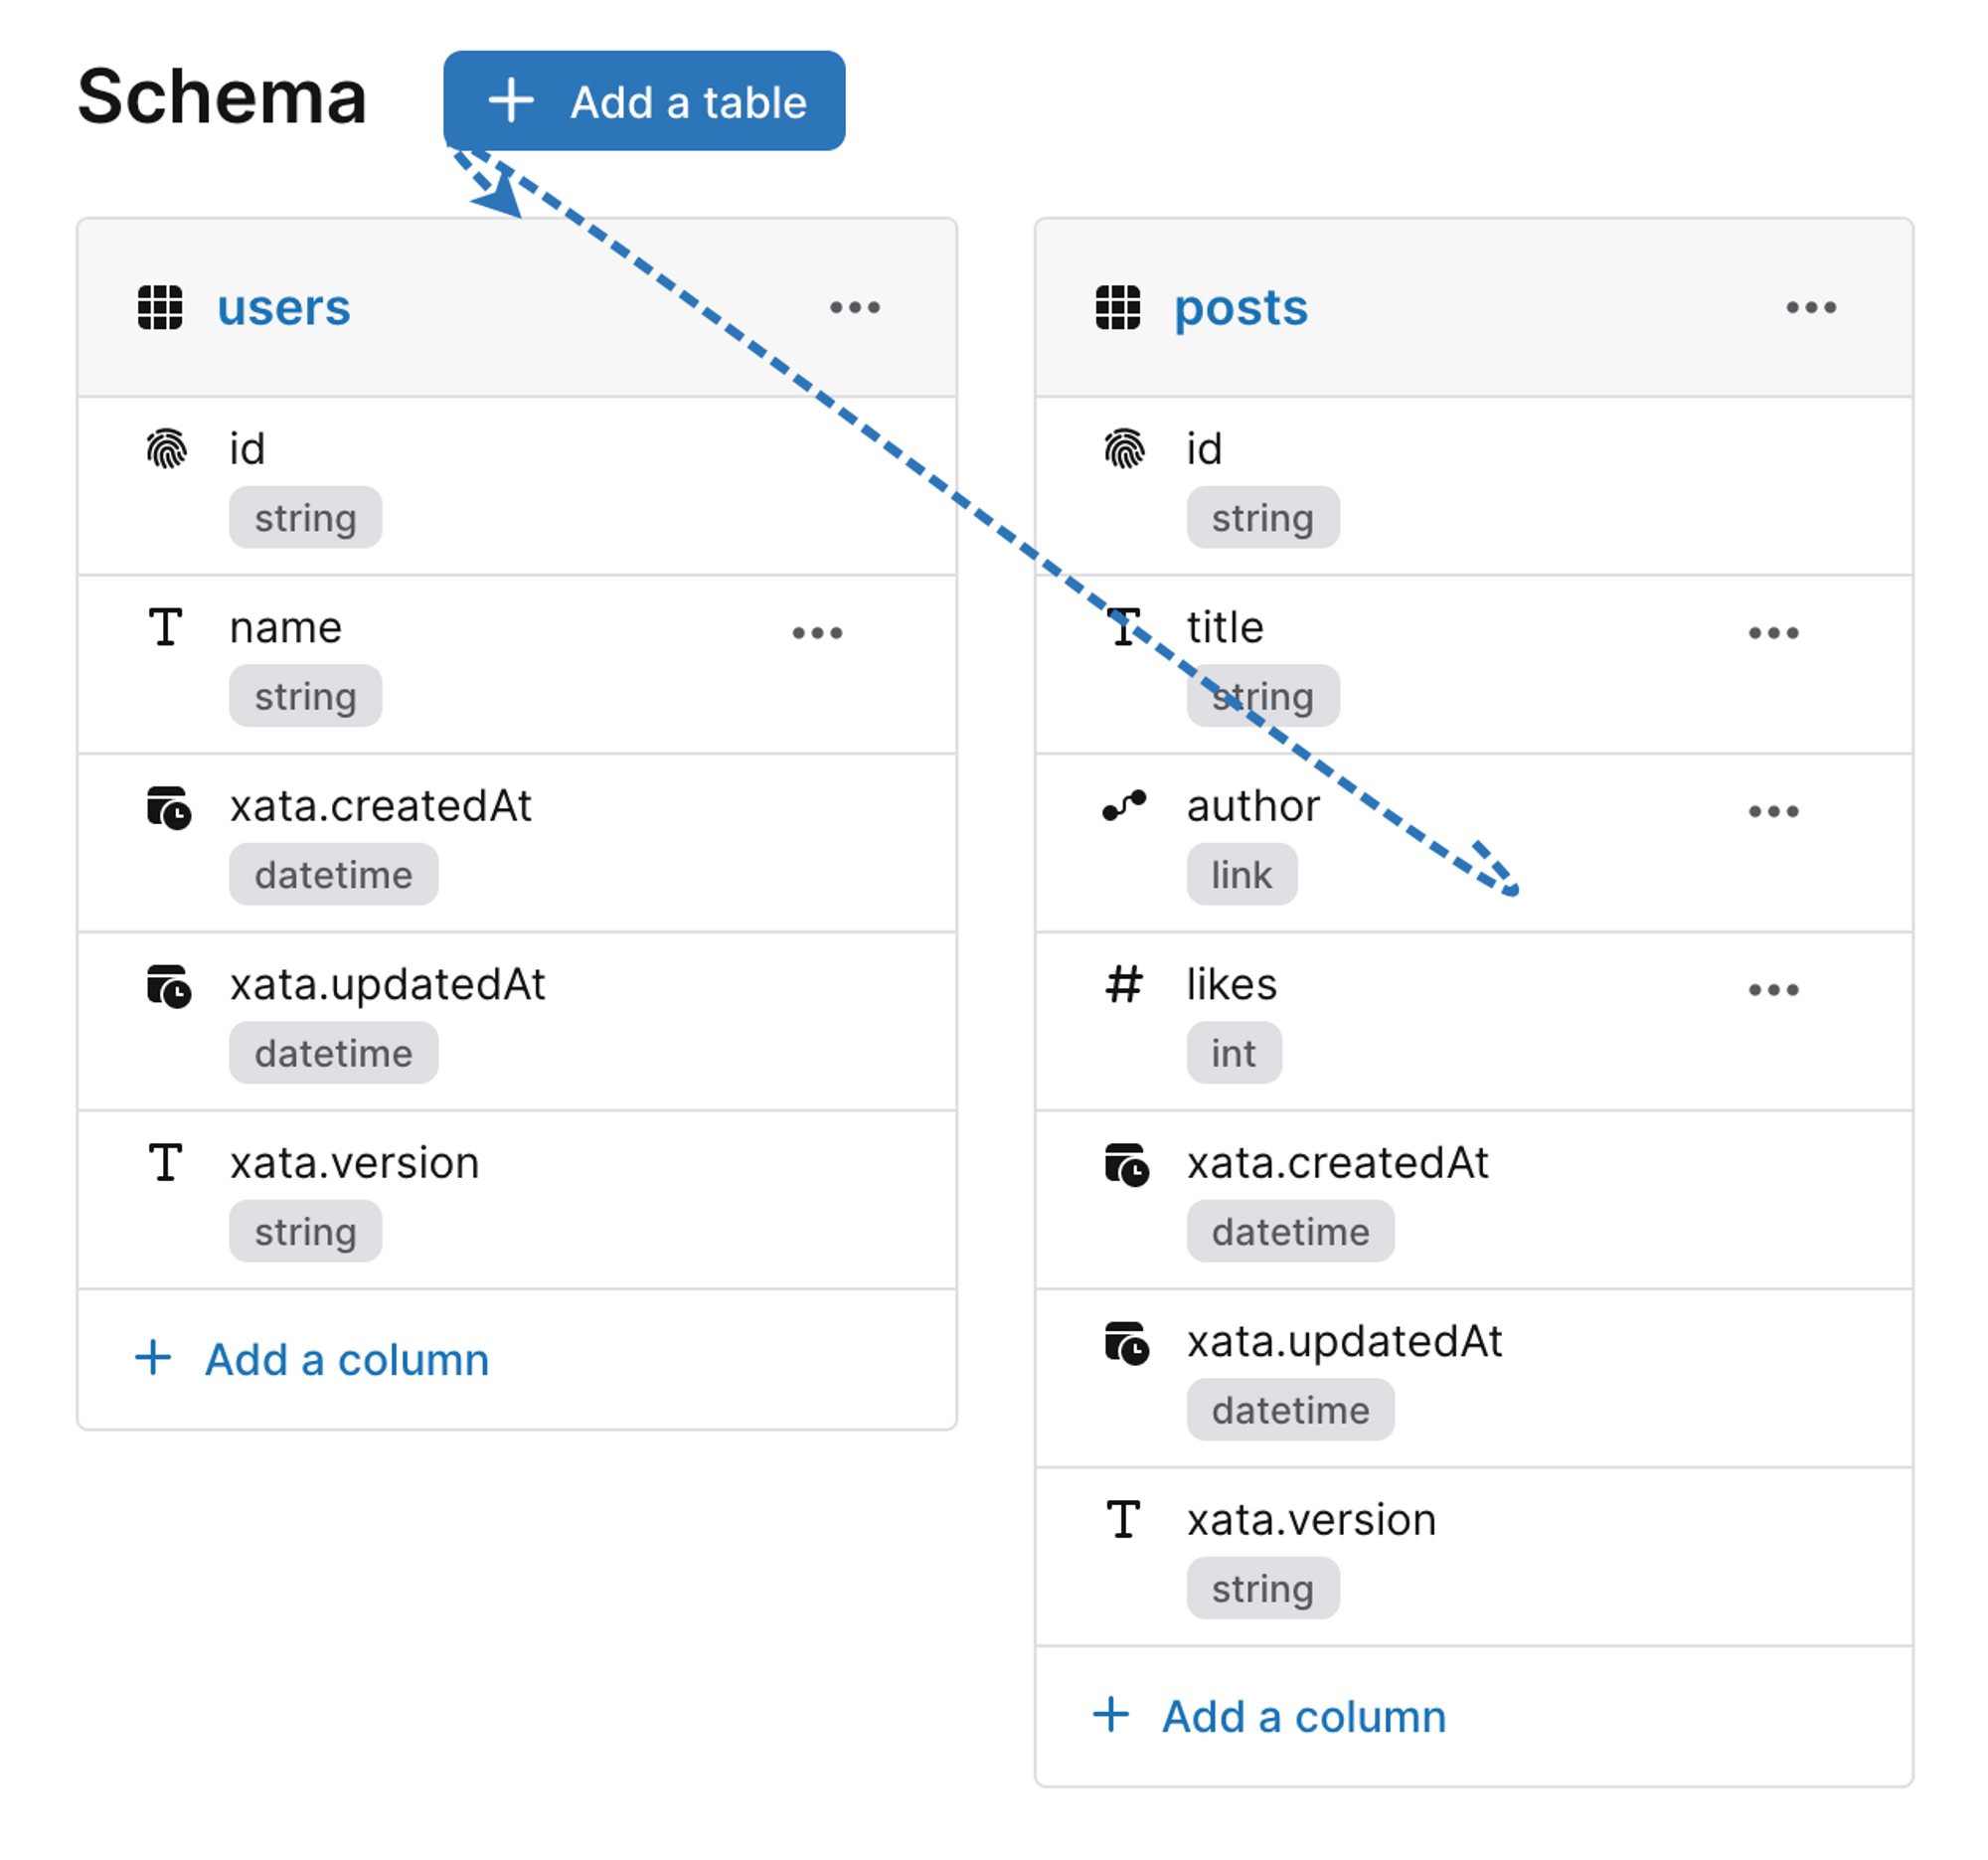 Schema
Add a table
users
id
string
name
string
xata.createdAt
datetime
xata.updatedAt
datetime
xata.version
string
Add a column
posts
id
string
title
string
author
link
likes
int
xata.createdAt
datetime
xata.updatedAt
datetime
xata.version
string
Add a column